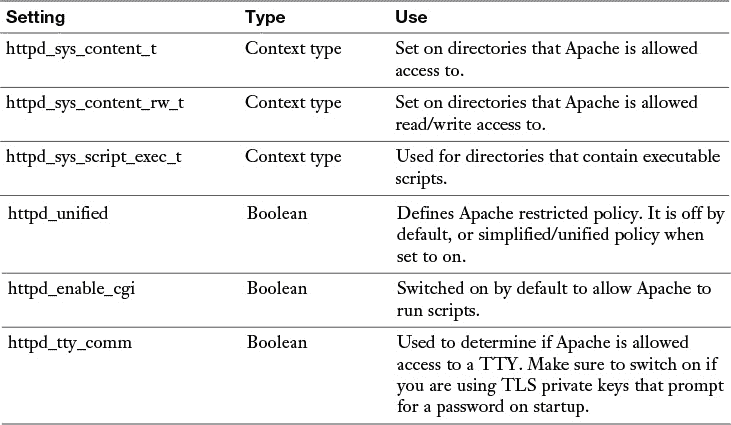 Setting Type Use
httpd_sys_content_t Context type Set on directories that Apache is allowed
access to.
httpd_sys_content_rw_t Context type Set on directories that Apache is allowed
read/write access to.
httpd_sys_script_exec_t Context type Used for directories that contain executable
scripts.
httpd_unified Boolean Defines Apache restricted policy. It is off by
default, or simplified/unified policy when
set to on.
httpd_enable_cgi Boolean Switched on by default to allow Apache to
run scripts.
httpd_tty_comm Boolean Used to determine if Apache is allowed
access to a TTY. Make sure to switch on if
you are using TLS private keys that prompt
for a password on startup.